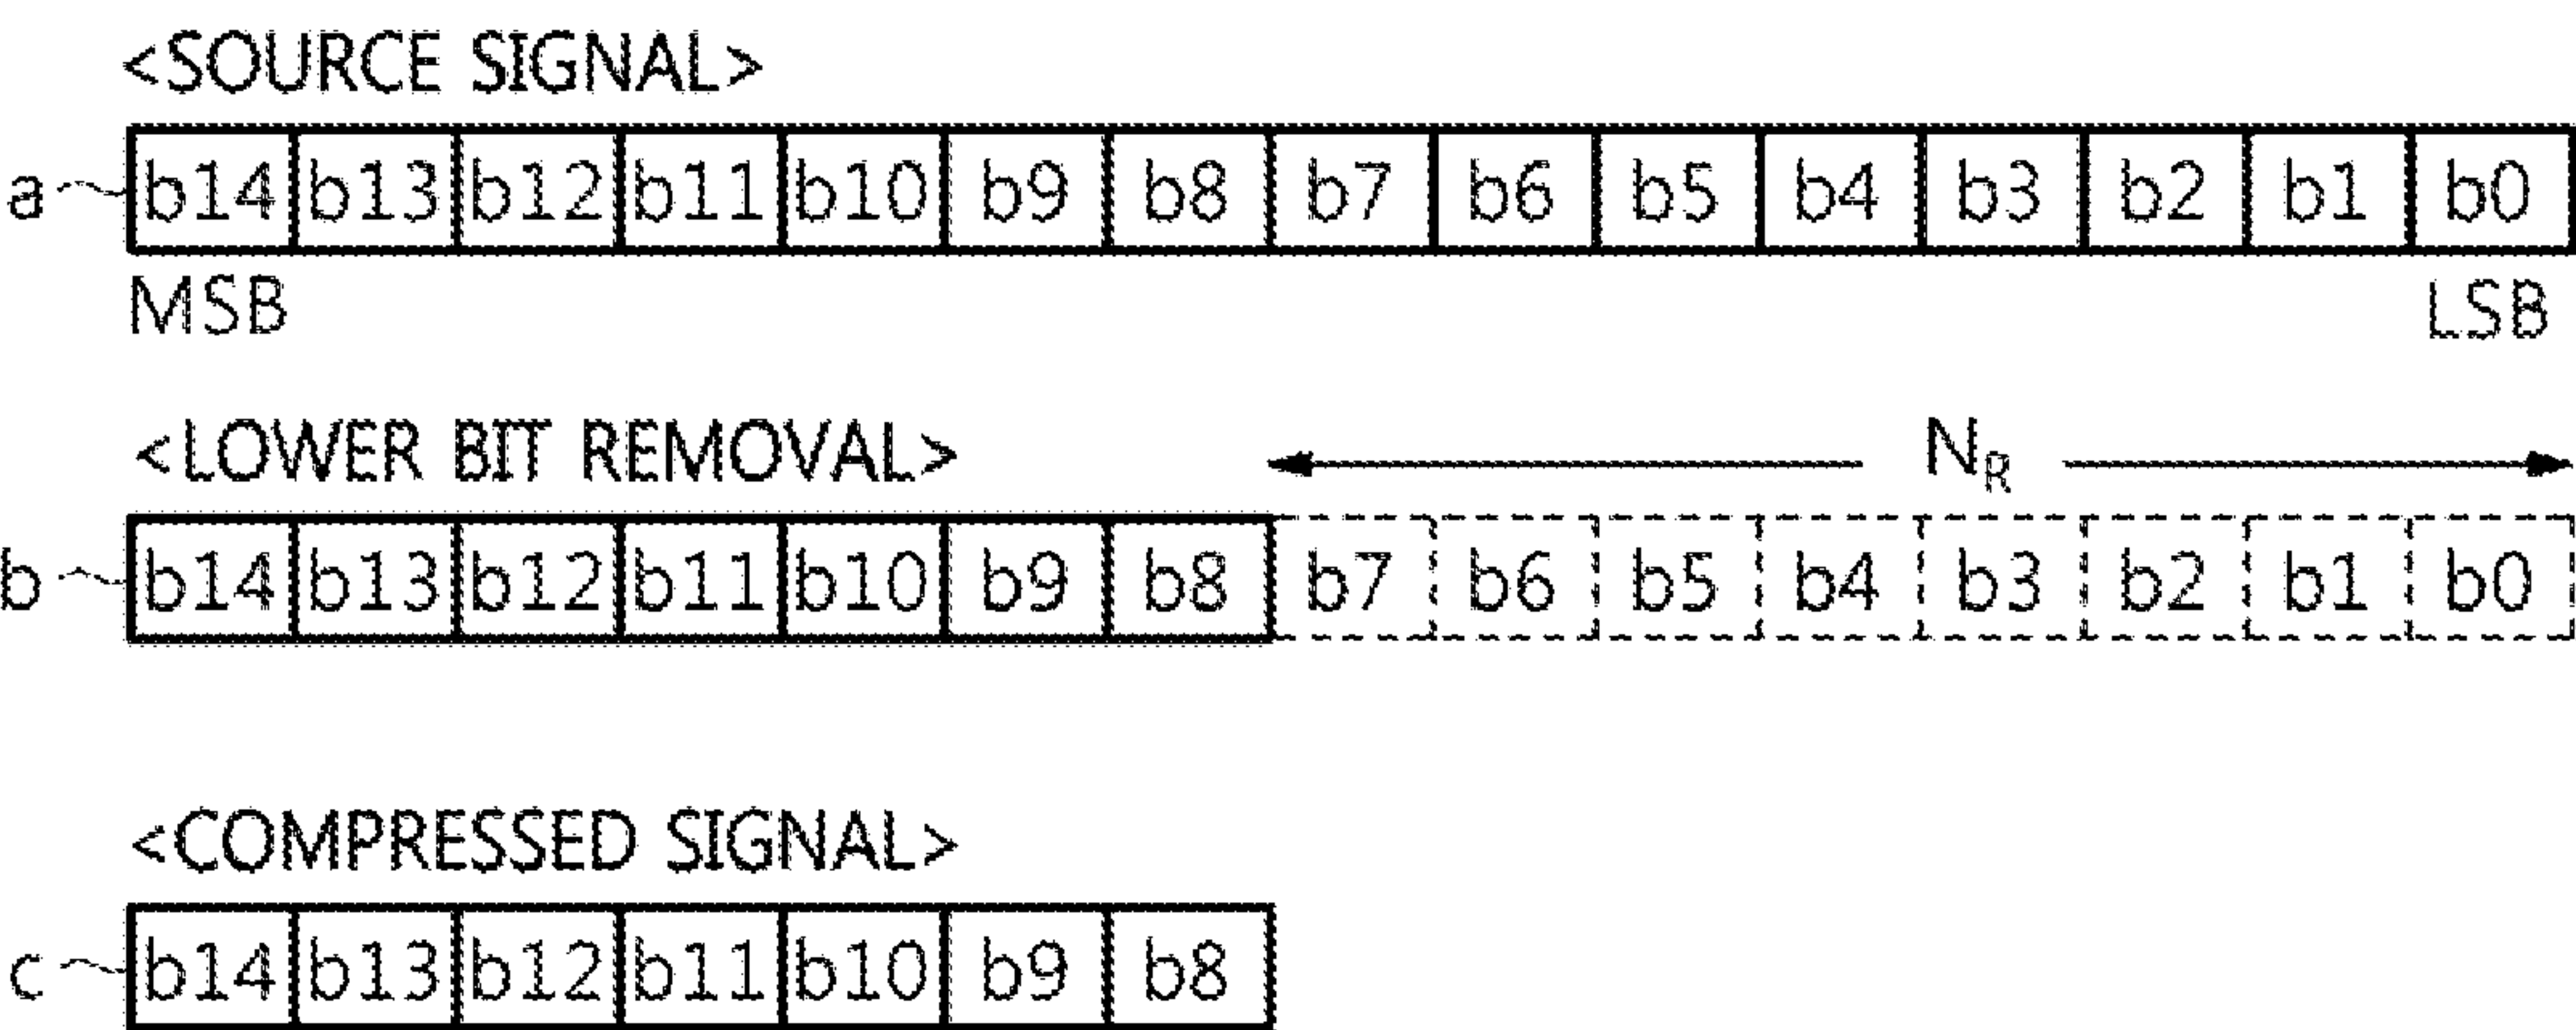 <SOURCE SIGNAL>
a b14 b13 b12 b11 b10 b9 b8 b7 b6 b5 b4 b3 b2 b1 b0
MSB LSB
<LOWER BIT REMOVAL> NR
b b14 b13 b12 b11 b10 b9 b8 b7 b6 b5 b4 b3 b2 b1 b0
<COMPRESSED SIGNAL>
c b14 b13 b12 b11 b10 b9 b8